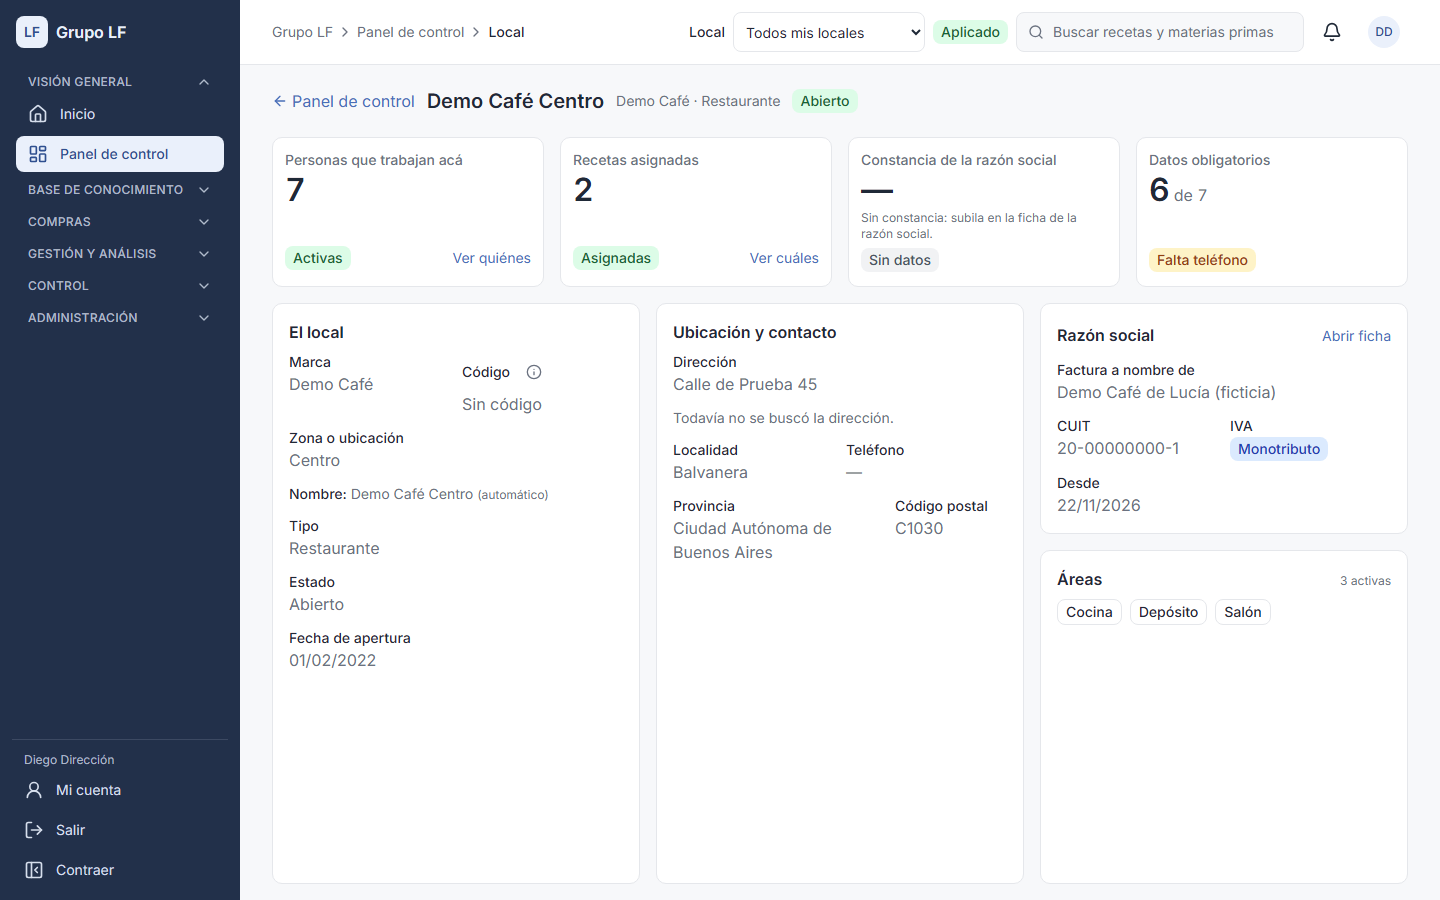 LF Grupo LF
VISIÓN GENERAL
Inicio
Panel de control
BASE DE CONOCIMIENTO
COMPRAS
GESTIÓN Y ANÁLISIS
CONTROL
ADMINISTRACIÓN
Diego Dirección
Mi cuenta
Salir
Contraer
Grupo LF > Panel de control > Local
Local Todos mis locales Aplicado Buscar recetas y materias primas DD
← Panel de control Demo Café Centro Demo Café · Restaurante Abierto
Personas que trabajan acá
7
Activas Ver quiénes
Recetas asignadas
2
Asignadas Ver cuáles
Constancia de la razón social
—
Sin constancia: subila en la ficha de la
razón social.
Sin datos
Datos obligatorios
6 de 7
Falta teléfono
El local
Marca
Demo Café
Código
Sin código
Zona o ubicación
Centro
Nombre: Demo Café Centro (automático)
Tipo
Restaurante
Estado
Abierto
Fecha de apertura
01/02/2022
Ubicación y contacto
Dirección
Calle de Prueba 45
Todavía no se buscó la dirección.
Localidad
Balvanera
Teléfono
—
Provincia
Ciudad Autónoma de
Buenos Aires
Código postal
C1030
Razón social Abrir ficha
Factura a nombre de
Demo Café de Lucía (ficticia)
CUIT
20-00000000-1
IVA
Monotributo
Desde
22/11/2026
Áreas 3 activas
Cocina Depósito Salón